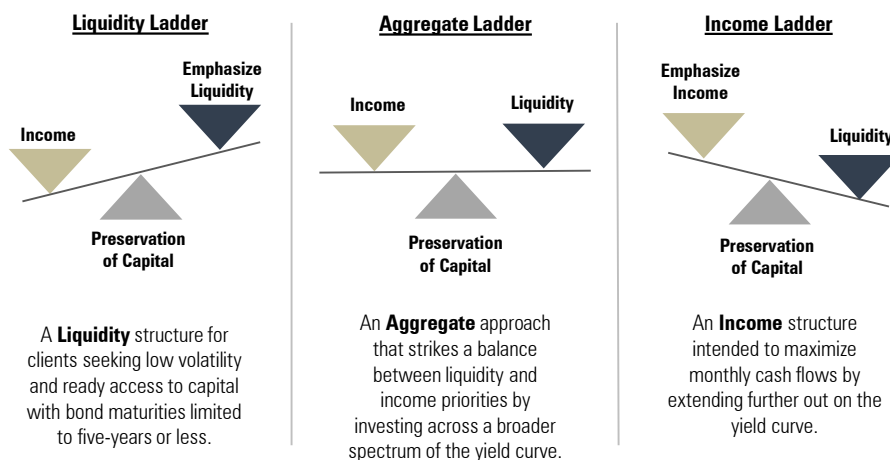 Liquidity Ladder
Emphasize
Liquidity
Income
Preservation
of Capital
A Liquidity structure for
clients seeking low volatility
and ready access to capital
with bond maturities limited
to five-years or less.
Aggregate Ladder
Income
Liquidity
Preservation
of Capital
An Aggregate approach
that strikes a balance
between liquidity and
income priorities by
investing across a broader
spectrum of the yield curve.
Income Ladder
Emphasize
Income
Liquidity
Preservation
of Capital
An Income structure
intended to maximize
monthly cash flows by
extending further out on the
yield curve.